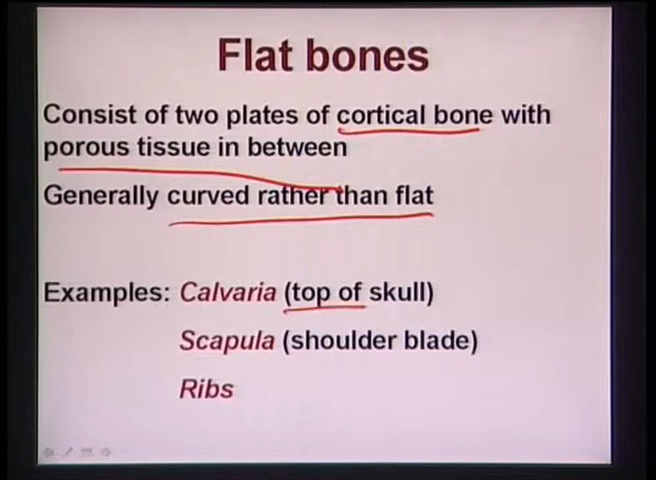 Flat bones
Consist of two plates of cortical bone with
porous tissue in between
Generally curved rather than flat
Examples: Calvaria (top of skull)
Scapula (shoulder blade)
Ribs